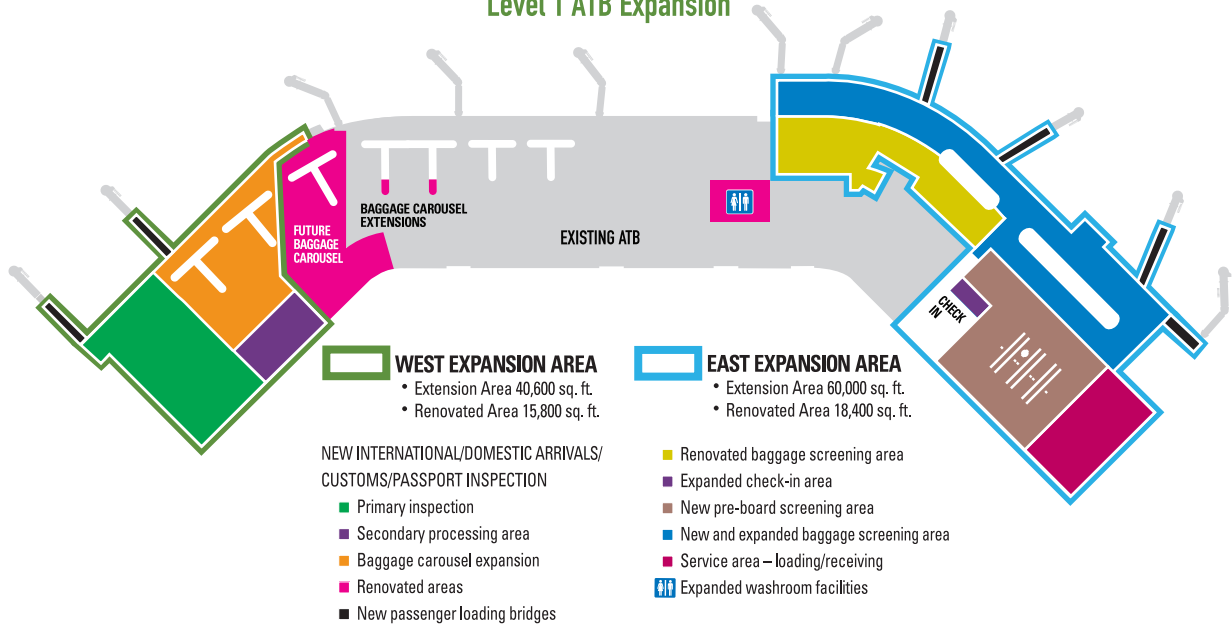 Level 1 ATB Expansion
BAGGAGE CAROUSEL
EXTENSIONS
FUTURE
BAGGAGE
CAROUSEL
EXISTING ATB
CHECK
IN
WEST EXPANSION AREA
• Extension Area 40,600 sq. ft.
• Renovated Area 15,800 sq. ft.
EAST EXPANSION AREA
• Extension Area 60,000 sq. ft.
• Renovated Area 18,400 sq. ft.
NEW INTERNATIONAL/DOMESTIC ARRIVALS/
CUSTOMS/PASSPORT INSPECTION
Primary inspection
Secondary processing area
Baggage carousel expansion
Renovated areas
New passenger loading bridges
Renovated baggage screening area
Expanded check-in area
New pre-board screening area
New and expanded baggage screening area
Service area – loading/receiving
Expanded washroom facilities